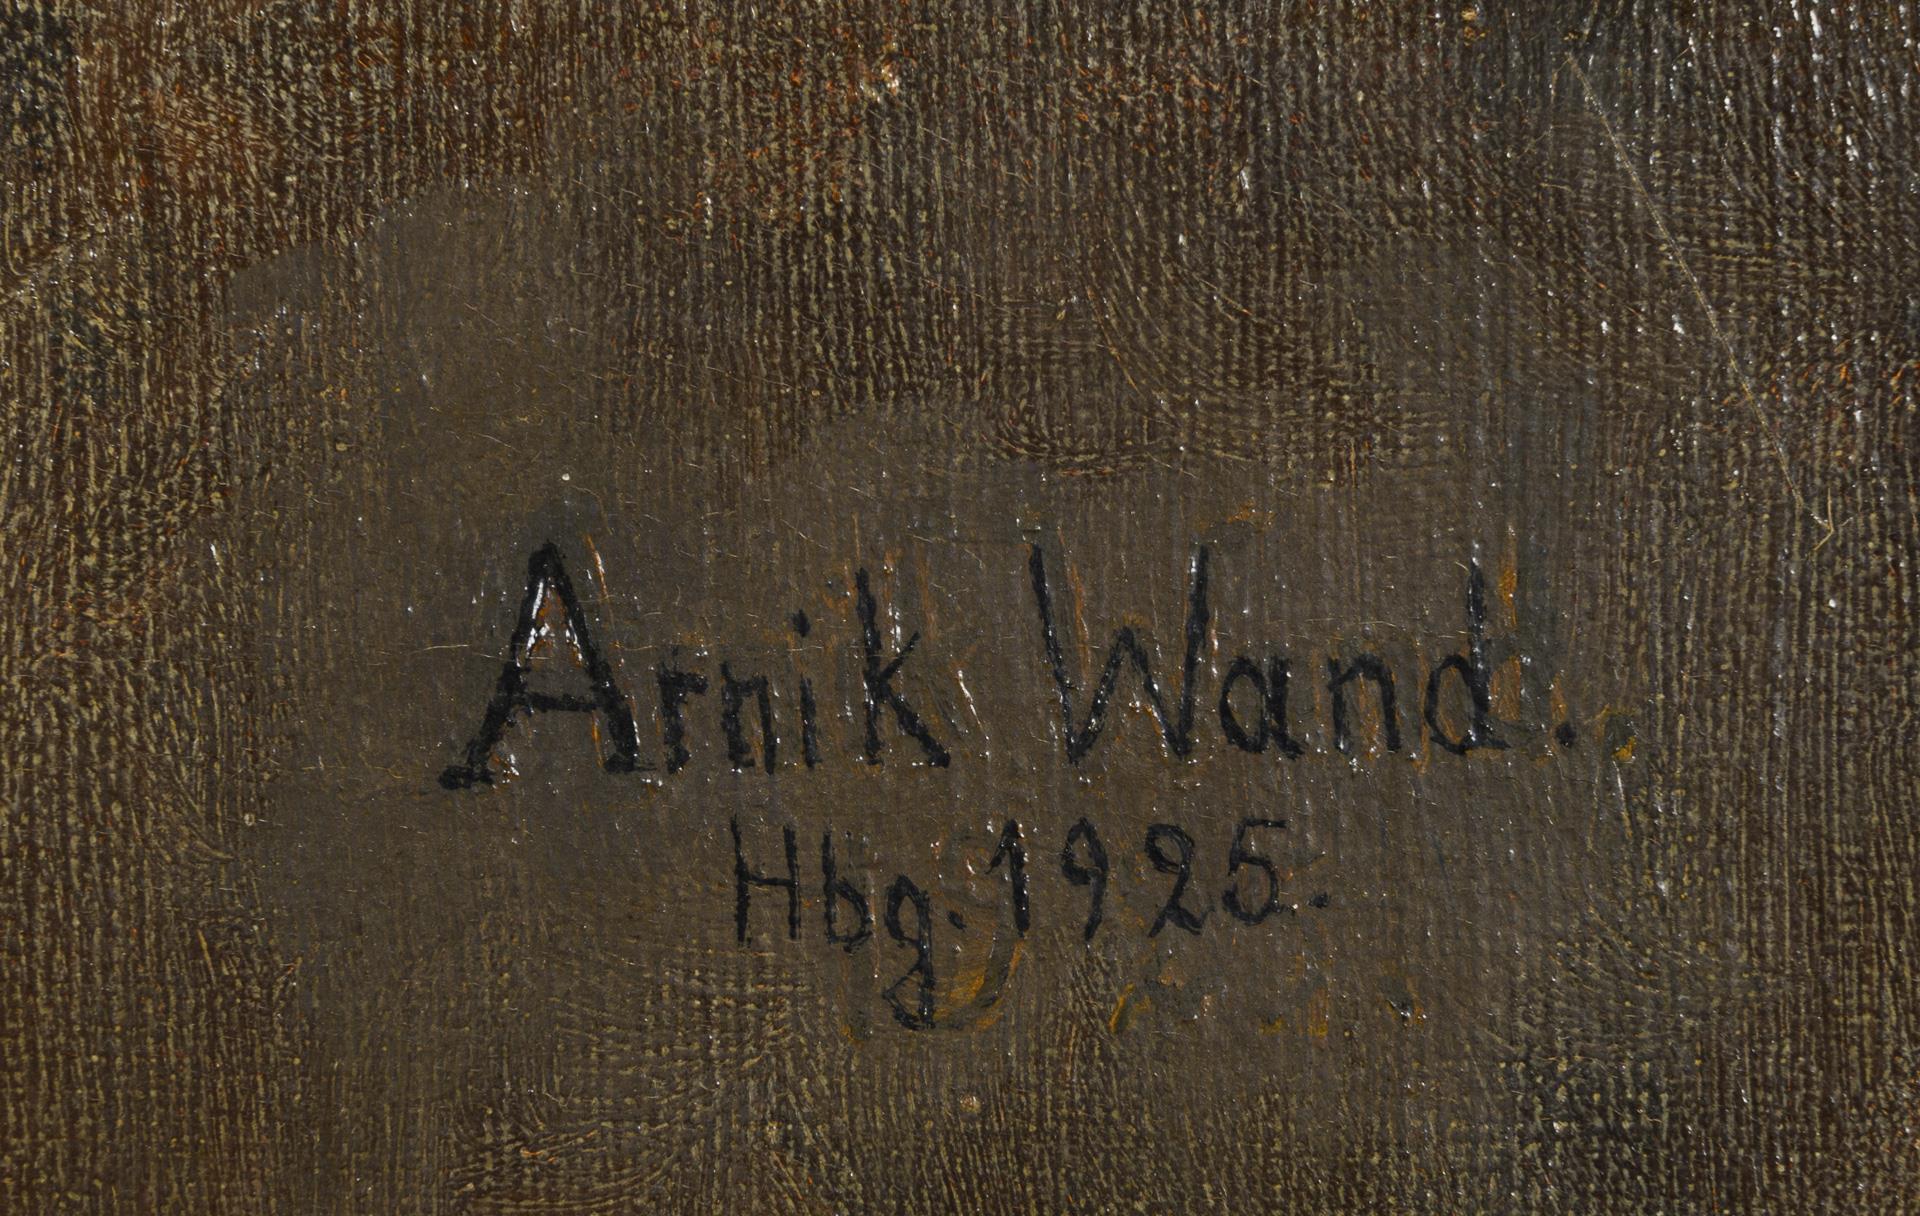 Arnik Wand.
Hbg. 1925.